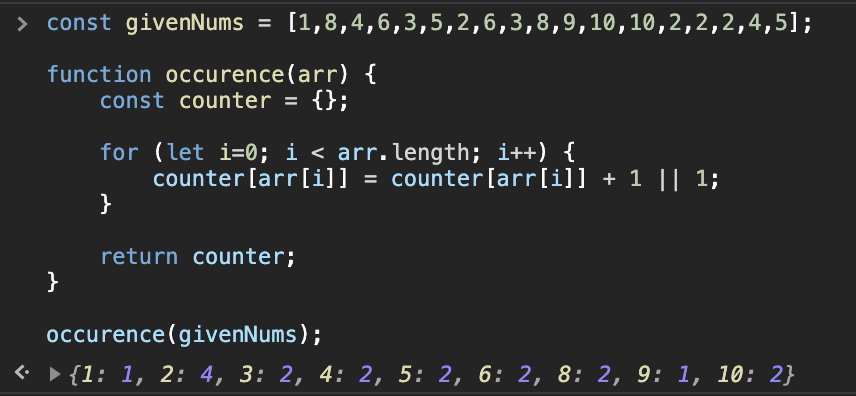 > const givenNums = [1,8,4,6,3,5,2,6,3,8,9,10,10,2,2,2,4,5];
function occurence(arr) {
    const counter = {};
    for (let i=0; i < arr.length; i++) {
        counter[arr[i]] = counter[arr[i]] + 1 || 1;
    }
    return counter;
}
occurence(givenNums);
{1: 1, 2: 4, 3: 2, 4: 2, 5: 2, 6: 2, 8: 2, 9: 1, 10: 2}